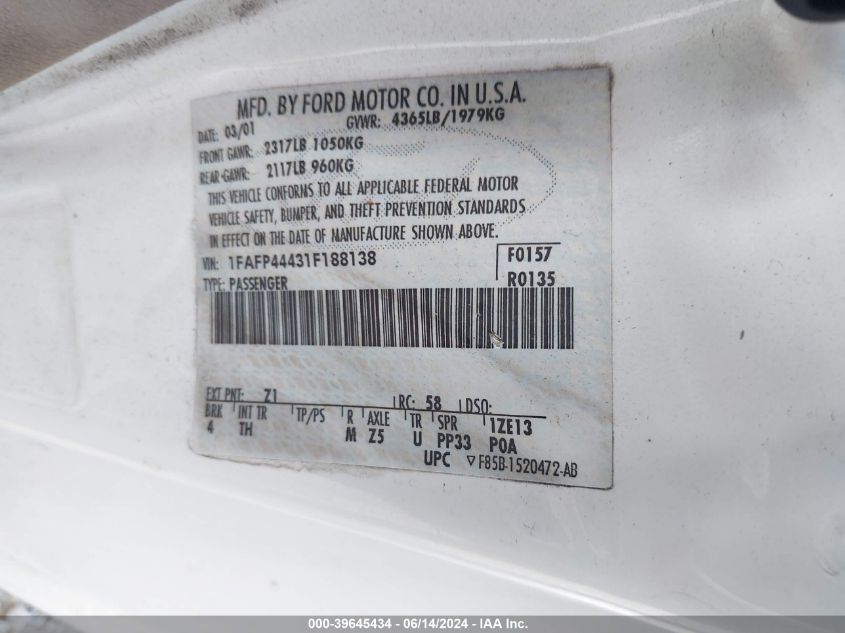 MFD. BY FORD MOTOR CO. IN U.S.A.
DATE: 03/01 GVWR: 4365LB/1979KG
FRONT GAWR: 2317LB 1050KG
REAR GAWR: 2117LB 960KG
THIS VEHICLE CONFORMS TO ALL APPLICABLE FEDERAL MOTOR
VEHICLE SAFETY, BUMPER, AND THEFT PREVENTION STANDARDS
IN EFFECT ON THE DATE OF MANUFACTURE SHOWN ABOVE.
VIN: 1FAFP44431F188138 F0157
TYPE: PASSENGER R0135
EXT PNT: Z1 RC: 58 DSO:
BRK INT TR TP/PS R AXLE TR SPR 1ZE13
4 TH M Z5 U PP33 POA
UPC ▽F85B-1520472-AB
000-39645434 - 06/14/2024 - IAA Inc.